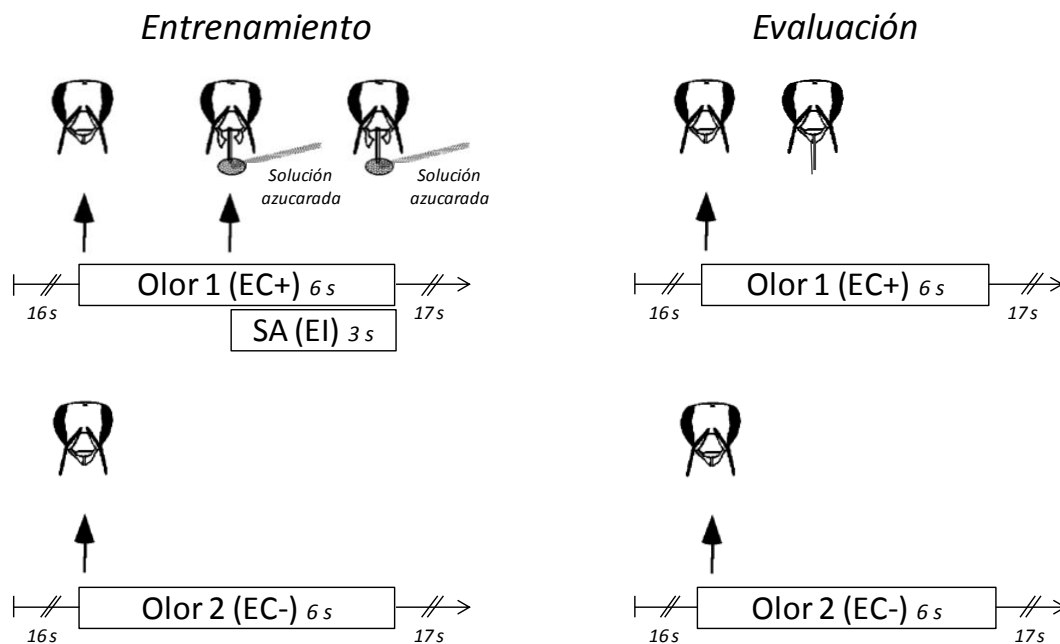 Entrenamiento
Evaluación
Solución
azucarada
Solución
azucarada
Olor 1 (EC+) 6 s
16 s
17 s
SA (EI) 3 s
Olor 1 (EC+) 6 s
16 s
17 s
Olor 2 (EC-) 6 s
16 s
17 s
Olor 2 (EC-) 6 s
16 s
17 s